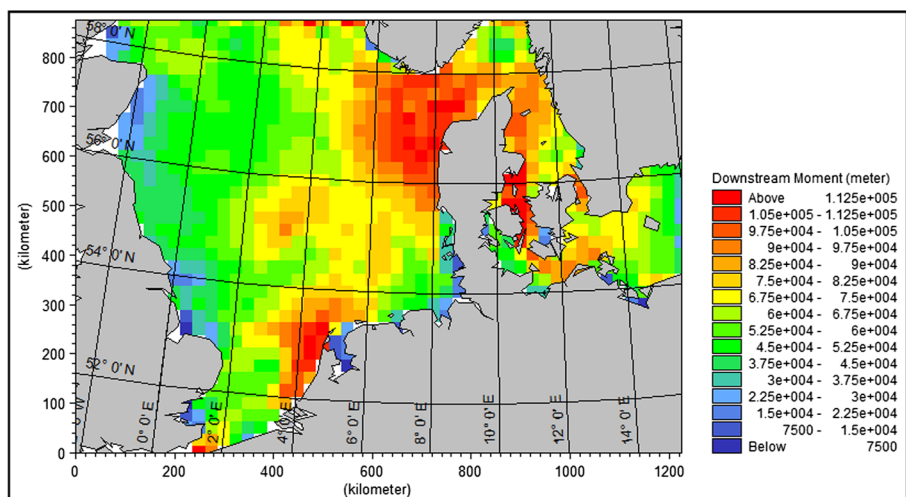 58° 0' N
56° 0' N
54° 0' N
52° 0' N
0° 0' E
2° 0' E
4° 0' E
6° 0' E
8° 0' E
10° 0' E
12° 0' E
14° 0' E
800
700
600
500
400
300
200
100
0
(kilometer)
0 200 400 600 800 1000 1200
(kilometer)
Downstream Moment (meter)
Above 1.125e+005
1.05e+005 - 1.125e+005
9.75e+004 - 1.05e+005
9e+004 - 9.75e+004
8.25e+004 - 9e+004
7.5e+004 - 8.25e+004
6.75e+004 - 7.5e+004
6e+004 - 6.75e+004
5.25e+004 - 6e+004
4.5e+004 - 5.25e+004
3.75e+004 - 4.5e+004
3e+004 - 3.75e+004
2.25e+004 - 3e+004
1.5e+004 - 2.25e+004
7500 - 1.5e+004
Below 7500